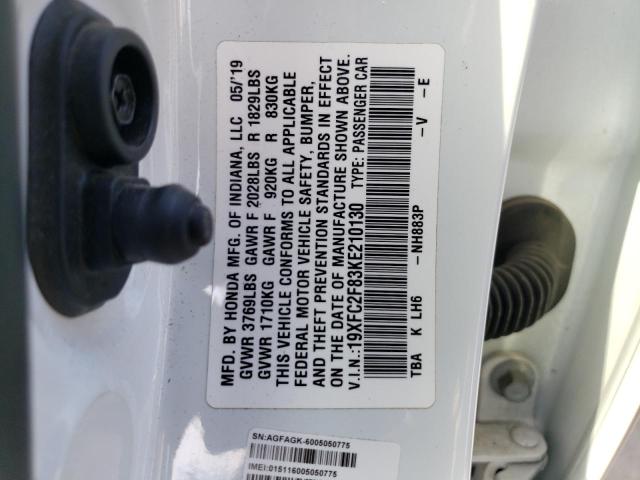 MFD. BY HONDA MFG. OF INDIANA, LLC 05/'19
GVWR 3769LBS GAWR F 2028LBS R 1829LBS
GVWR 1710KG GAWR F 920KG R 830KG
THIS VEHICLE CONFORMS TO ALL APPLICABLE
FEDERAL MOTOR VEHICLE SAFETY, BUMPER,
AND THEFT PREVENTION STANDARDS IN EFFECT
ON THE DATE OF MANUFACTURE SHOWN ABOVE.
V.I.N.:19XFC2F83KE210130 TYPE: PASSENGER CAR
TBA K LH6 -NH883P -V -E
SN:AGFAGK-6005050775
IMEI:015116005050775